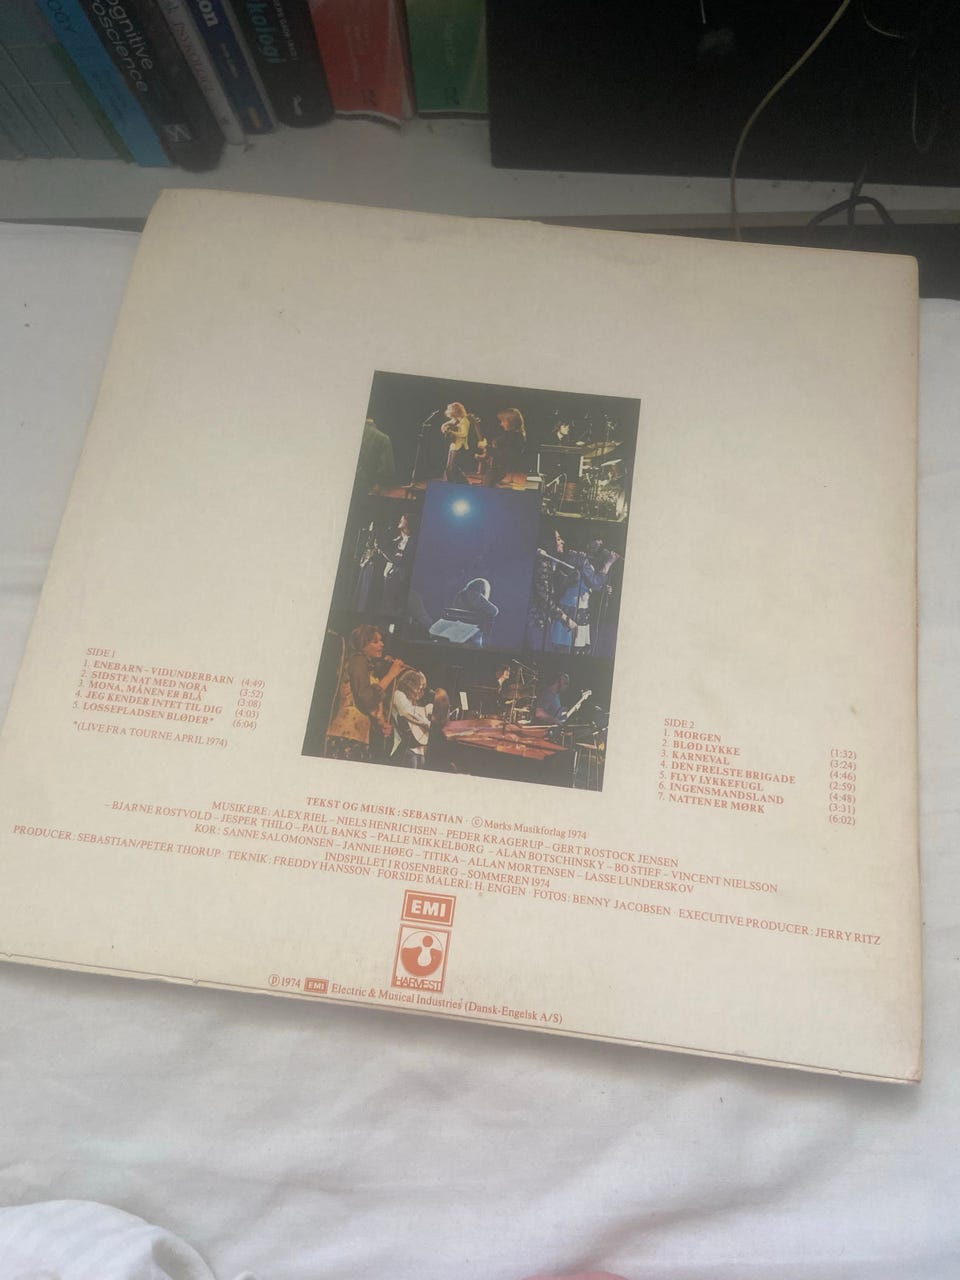 ognitive
oscience
kologi
SIDE 1
1. ENEBARN – VIDUNDERBARN (4:49)
2. SIDSTE NAT MED NORA (3:52)
3. MONA, MÅNEN ER BLÅ (3:08)
4. JEG KENDER INTET TIL DIG (4:03)
5. LOSSEPLADSEN BLØDER* (6:04)
*(LIVE FRA TOURNE APRIL 1974)
SIDE 2
1. MORGEN (1:32)
2. BLØD LYKKE (3:24)
3. KARNEVAL (4:46)
4. DEN FRELSTE BRIGADE (2:59)
5. FLYV LYKKEFUGL (4:48)
6. INGENSMANDSLAND (3:31)
7. NATTEN ER MØRK (6:02)
TEKST OG MUSIK : SEBASTIAN · © Mørks Musikforlag 1974
MUSIKERE : ALEX RIEL – NIELS HENRICHSEN – PEDER KRAGERUP – GERT ROSTOCK JENSEN
– BJARNE ROSTVOLD – JESPER THILO – PAUL BANKS – PALLE MIKKELBORG – ALAN BOTSCHINSKY – BO STIEF – VINCENT NIELSSON
KOR : SANNE SALOMONSEN – JANNIE HØEG – TITIKA – ALLAN MORTENSEN – LASSE LUNDERSKOV
INDSPILLET I ROSENBERG – SOMMEREN 1974
PRODUCER : SEBASTIAN/PETER THORUP · TEKNIK : FREDDY HANSSON · FORSIDE MALERI : H. ENGEN · FOTOS : BENNY JACOBSEN · EXECUTIVE PRODUCER : JERRY RITZ
EMI
HARVEST
℗ 1974 EMI Electric & Musical Industries (Dansk-Engelsk A/S)